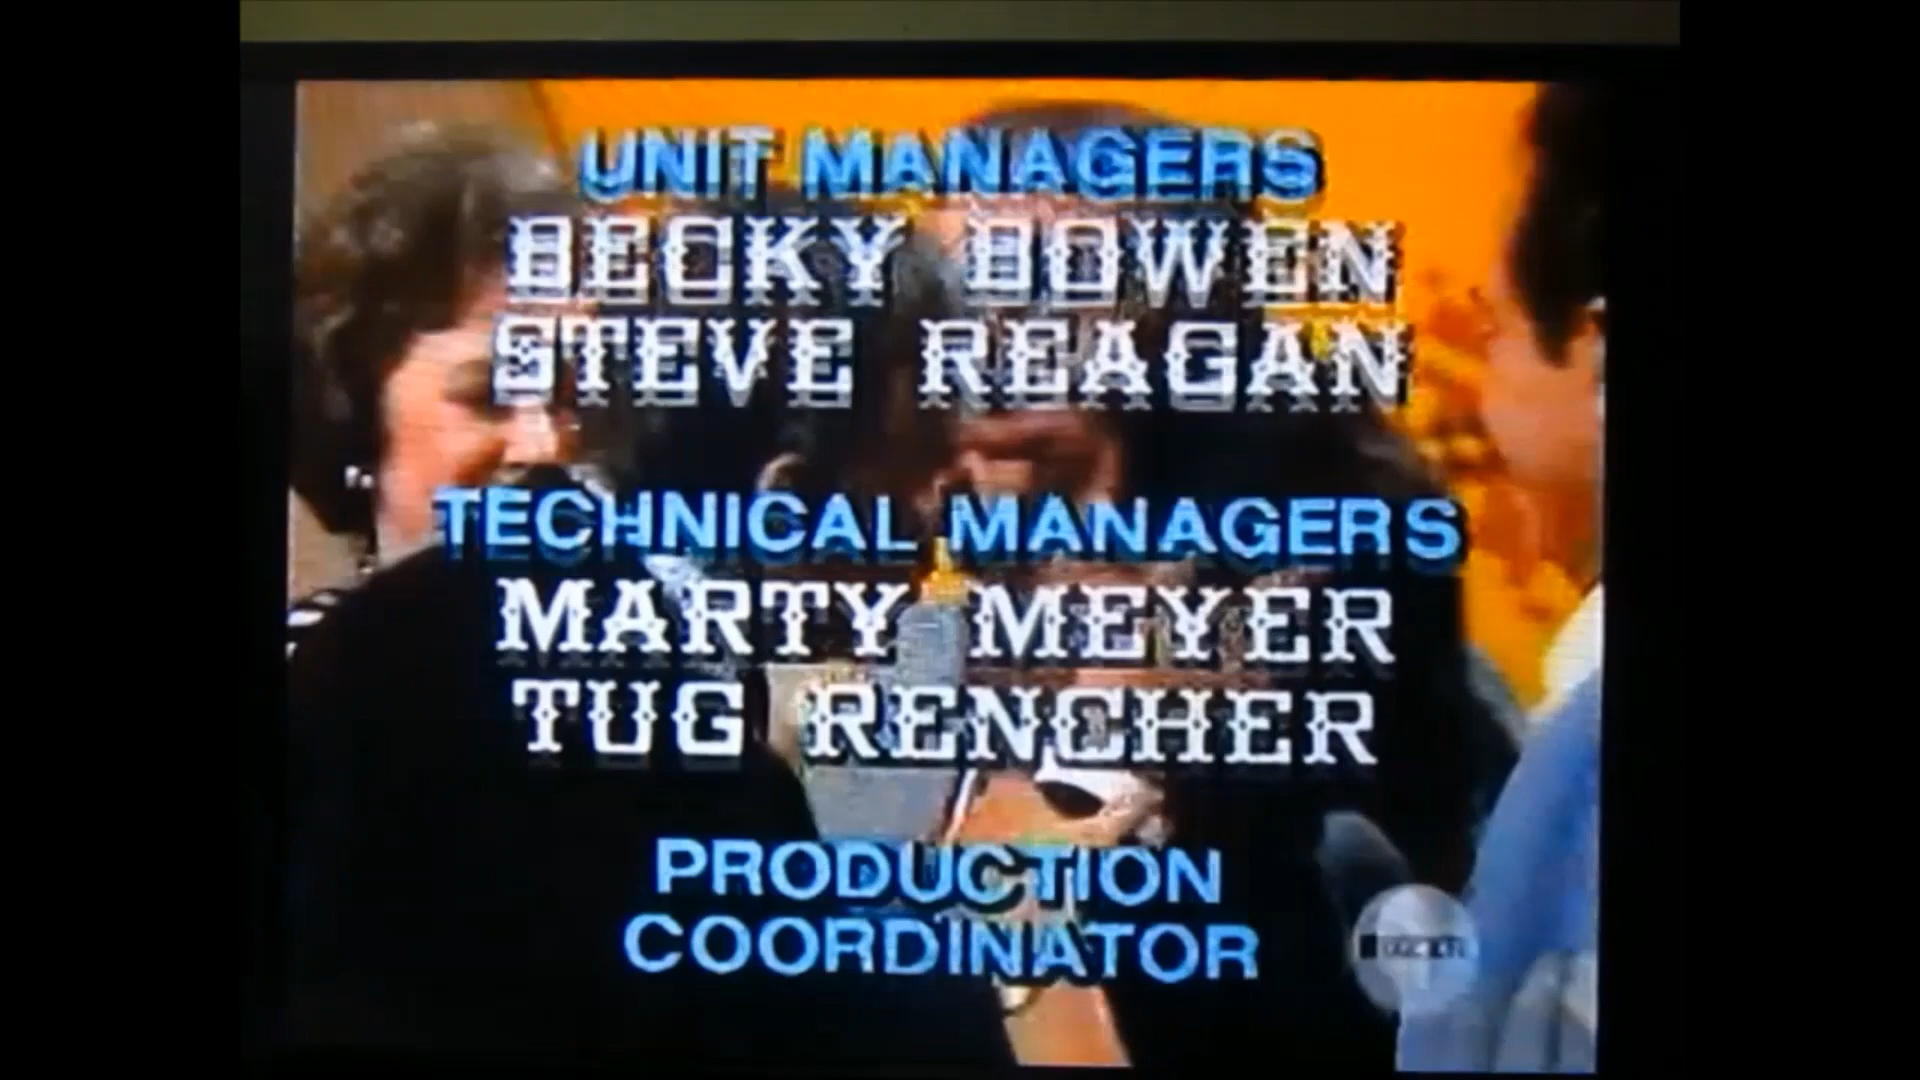 UNIT MANAGERS
BECKY BOWEN
STEVE REAGAN
TECHNICAL MANAGERS
MARTY MEYER
TUG RENCHER
PRODUCTION
COORDINATOR